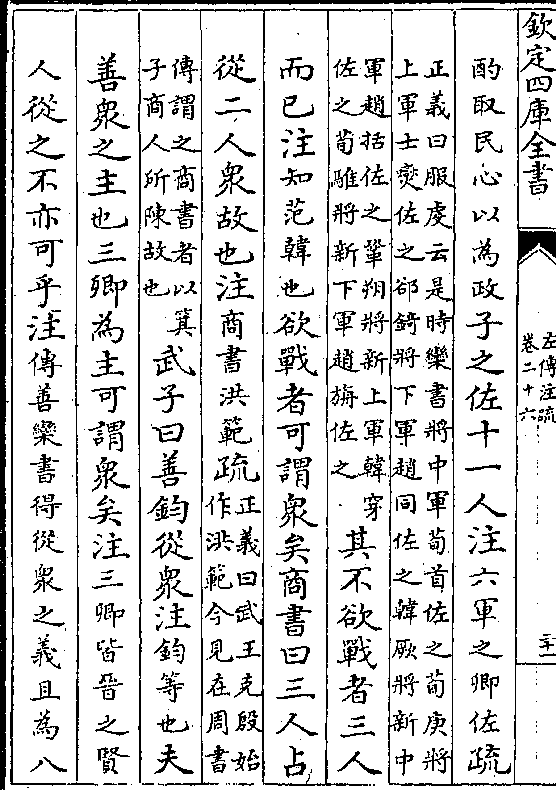 欽定四庫全書
左傳注疏
卷二十六
三十一
酌取民心以為政子之佐十一人注六軍之卿佐疏
正義曰服䖍云是時欒書將中軍荀首佐之荀庚將
上軍士燮佐之郤錡將下軍趙同佐之韓厥將新中
軍趙括佐之鞏朔將新上軍韓穿
佐之荀騅將新下軍趙旃佐之
其不欲戰者三人
而已注知范韓也欲戰者可謂衆矣商書曰三人占
從二人衆故也注商書洪範疏
正義曰武王克殷始
作洪範今見在周書
傳謂之商書者以箕
子商人所陳故也
武子曰善鈞從衆注鈞等也夫
善衆之主也三卿為主可謂衆矣注三卿皆晉之賢
人從之不亦可乎注傳善欒書得從衆之義且為八